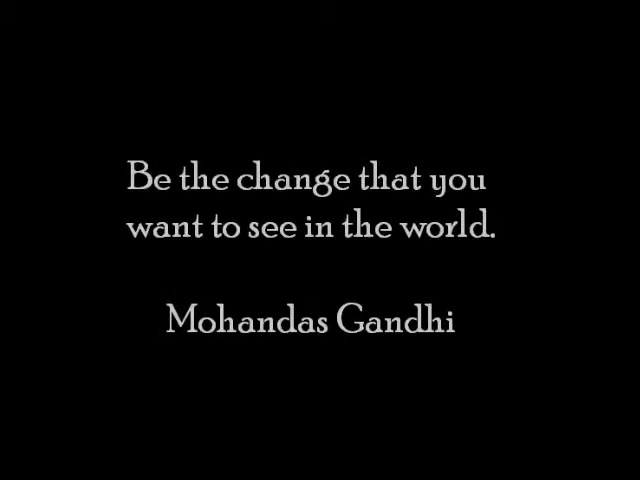 Be the change that you
want to see in the world.
Mohandas Gandhi